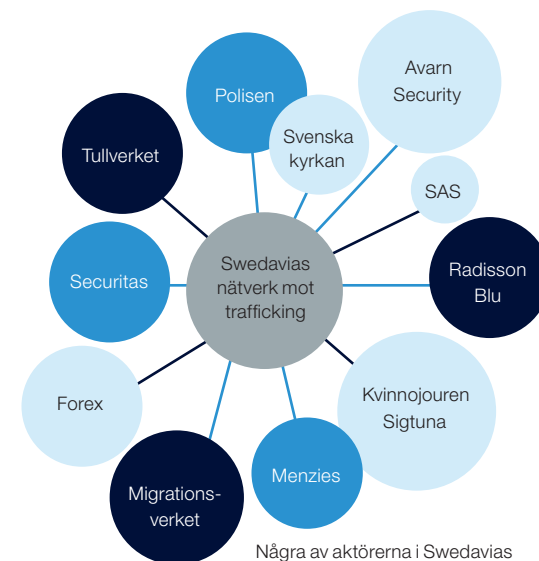 Avarn
Security
Polisen
Svenska
kyrkan
Tullverket
SAS
Swedavias
nätverk mot
trafficking
Securitas
Radisson
Blu
Forex
Kvinnojouren
Sigtuna
Menzies
Migrations-
verket
Några av aktörerna i Swedavias